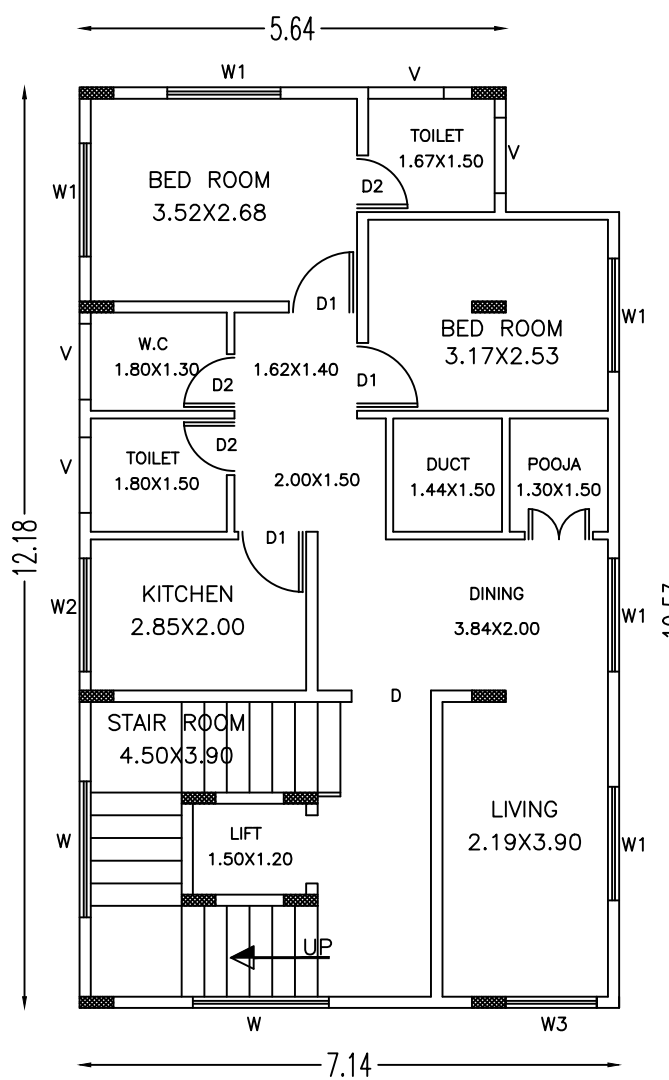 5.64
W1
V
TOILET
1.67X1.50
V
D2
W1
BED ROOM
3.52X2.68
D1
W1
BED ROOM
3.17X2.53
V
W.C
1.80X1.30
D2
1.62X1.40
D1
D2
V
TOILET
1.80X1.50
2.00X1.50
DUCT
1.44X1.50
POOJA
1.30X1.50
12.18
D1
W2
KITCHEN
2.85X2.00
DINING
3.84X2.00
W1
D
STAIR ROOM
4.50X3.90
LIFT
1.50X1.20
W
LIVING
2.19X3.90
W1
UP
W
W3
7.14